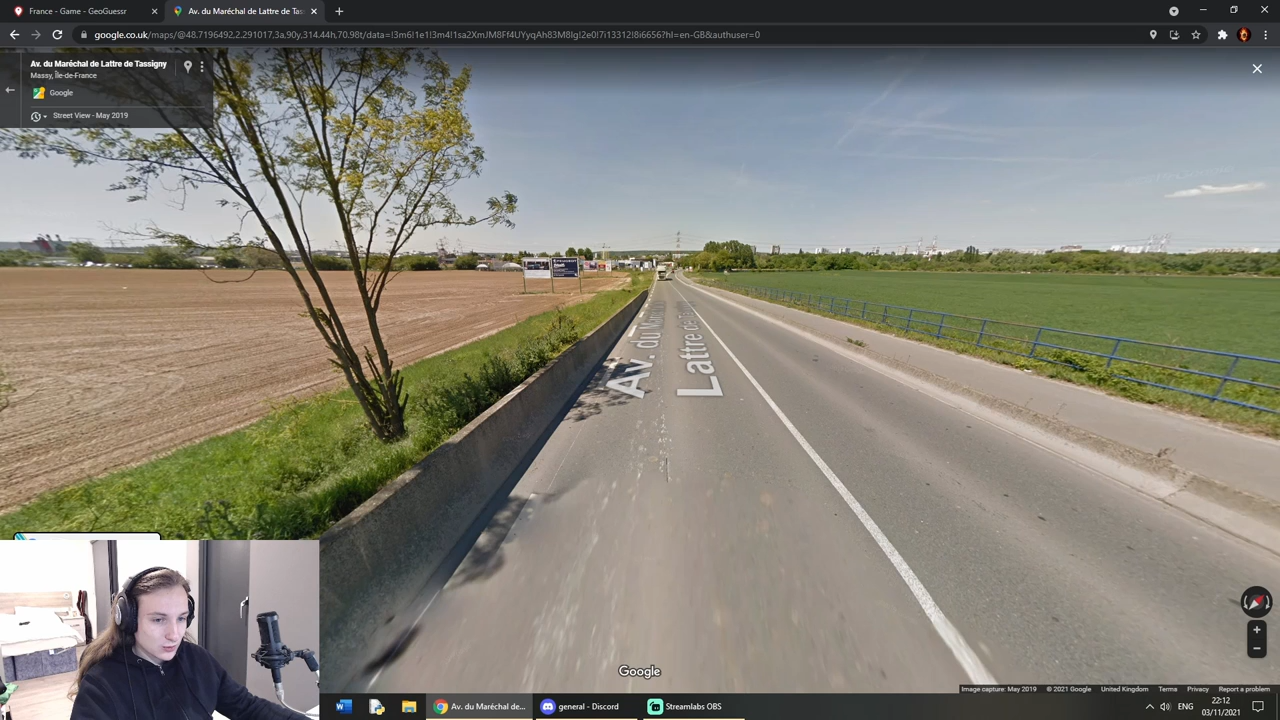 France - Game - GeoGuessr
Av. du Maréchal de Lattre de Tas
google.co.uk/maps/@48.7196492,2.291017,3a,90y,314.44h,70.98t/data=!3m6!1e1!3m4!1sa2XmJM8Ff4UYyqAh83M8Ig!2e0!7i13312!8i6656?hl=en-GB&authuser=0
Av. du Maréchal de Lattre de Tassigny
Massy, Île-de-France
Google
Street View - May 2019
Av. du
Lattre de
Google
Image capture: May 2019 © 2021 Google United Kingdom Terms Privacy Report a problem
Av. du Maréchal de...
general - Discord
Streamlabs OBS
ENG
22:12
03/11/2021